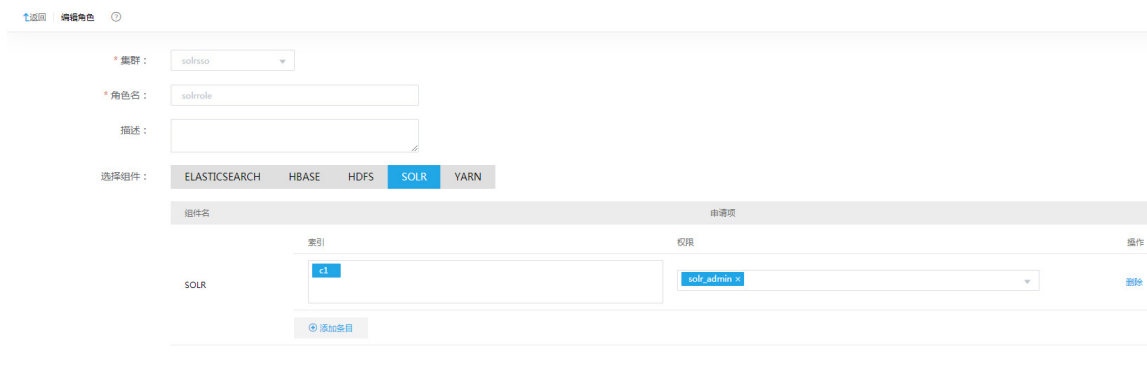 返回 编辑角色 ?
* 集群： solrsso
* 角色名： solrrole
描述：
选择组件： ELASTICSEARCH HBASE HDFS SOLR YARN
组件名 申请项
索引 权限 操作
SOLR c1 solr_admin × 删除
添加条目